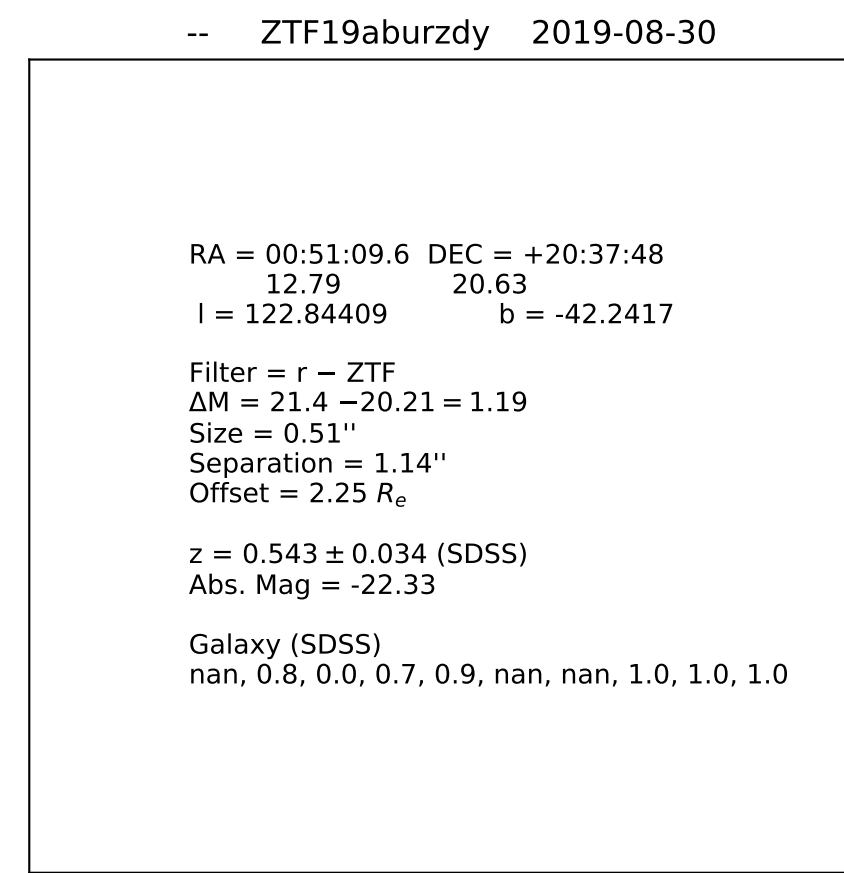 -- ZTF19aburzdy 2019-08-30
RA = 00:51:09.6 DEC = +20:37:48
12.79 20.63
l = 122.84409 b = -42.2417
Filter = r − ZTF
ΔM = 21.4 −20.21 = 1.19
Size = 0.51''
Separation = 1.14''
Offset = 2.25 Re
z = 0.543 ± 0.034 (SDSS)
Abs. Mag = -22.33
Galaxy (SDSS)
nan, 0.8, 0.0, 0.7, 0.9, nan, nan, 1.0, 1.0, 1.0